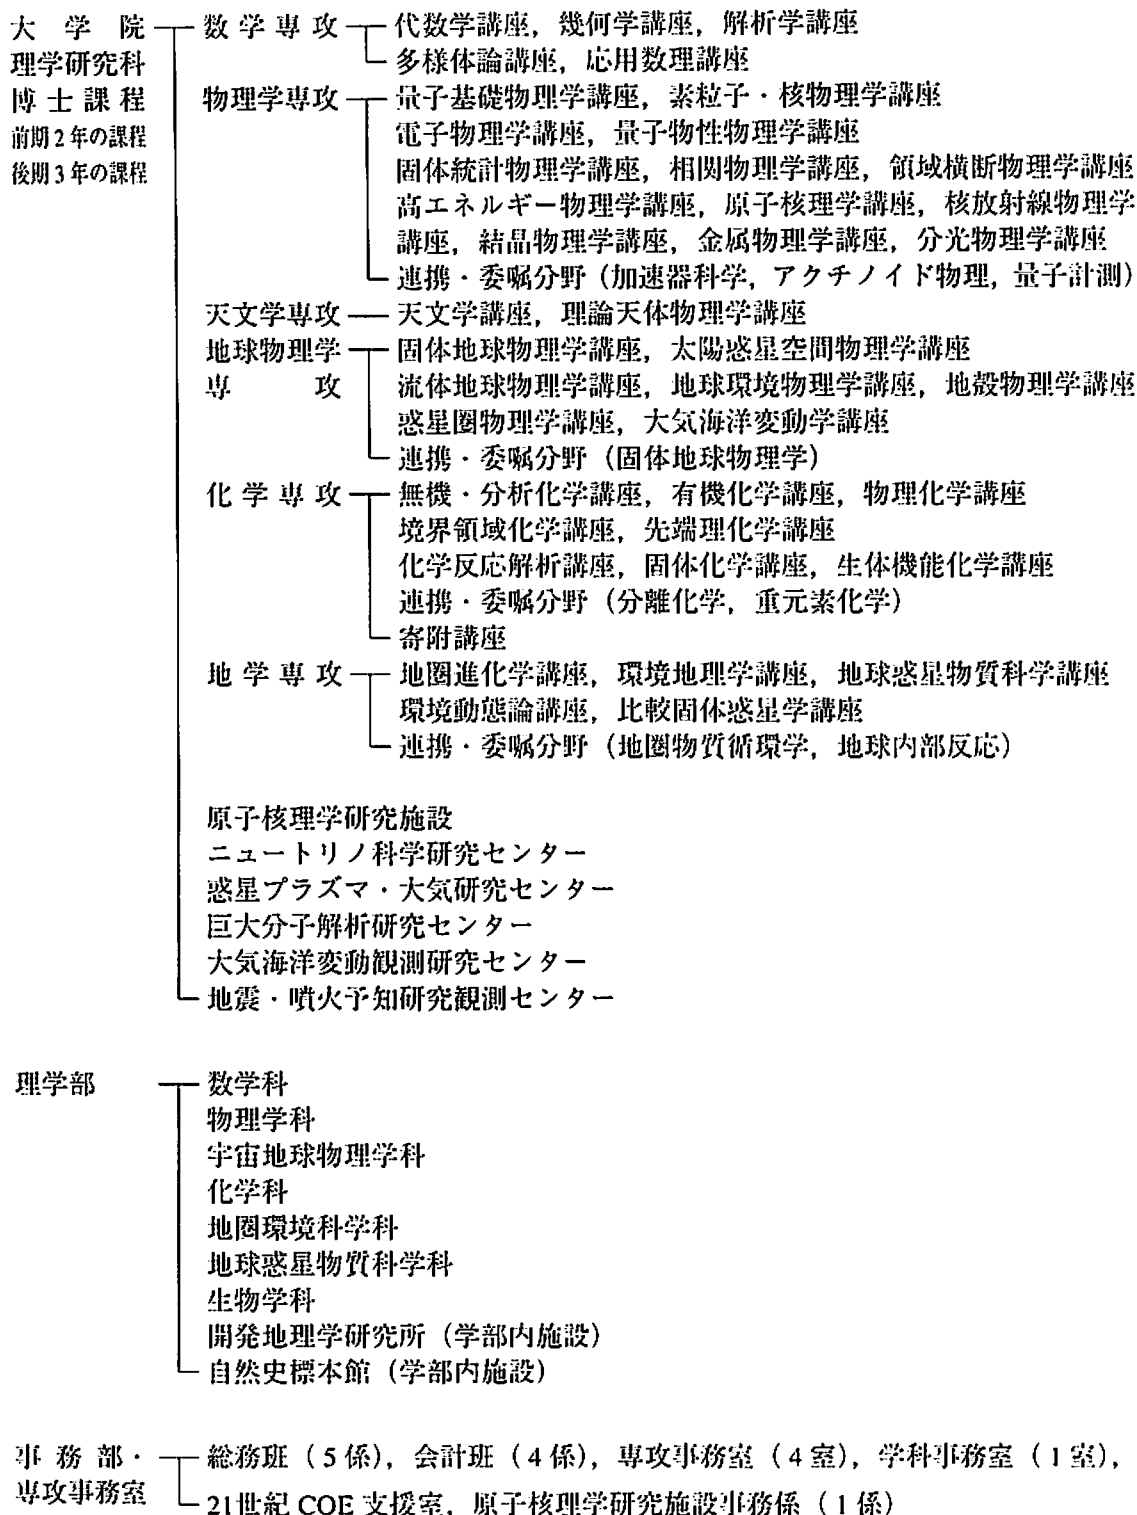 大学院 数学専攻 代数学講座，幾何学講座，解析学講座
理学研究科 多様体論講座，応用数理講座
博士課程 物理学専攻 量子基礎物理学講座，素粒子・核物理学講座
前期2年の課程 電子物理学講座，量子物性物理学講座
後期3年の課程 固体統計物理学講座，相関物理学講座，領域横断物理学講座
高エネルギー物理学講座，原子核理学講座，核放射線物理学
講座，結晶物理学講座，金属物理学講座，分光物理学講座
連携・委嘱分野（加速器科学，アクチノイド物理，量子計測）
天文学専攻 天文学講座，理論天体物理学講座
地球物理学 固体地球物理学講座，太陽惑星空間物理学講座
専攻 流体地球物理学講座，地球環境物理学講座，地殻物理学講座
惑星圏物理学講座，大気海洋変動学講座
連携・委嘱分野（固体地球物理学）
化学専攻 無機・分析化学講座，有機化学講座，物理化学講座
境界領域化学講座，先端理化学講座
化学反応解析講座，固体化学講座，生体機能化学講座
連携・委嘱分野（分離化学，重元素化学）
寄附講座
地学専攻 地圏進化学講座，環境地理学講座，地球惑星物質科学講座
環境動態論講座，比較固体惑星学講座
連携・委嘱分野（地圏物質循環学，地球内部反応）
原子核理学研究施設
ニュートリノ科学研究センター
惑星プラズマ・大気研究センター
巨大分子解析研究センター
大気海洋変動観測研究センター
地震・噴火予知研究観測センター
理学部 数学科
物理学科
宇宙地球物理学科
化学科
地圏環境科学科
地球惑星物質科学科
生物学科
開発地理学研究所（学部内施設）
自然史標本館（学部内施設）
事務部・ 総務班（5係），会計班（4係），専攻事務室（4室），学科事務室（1室），
専攻事務室 21世紀COE支援室，原子核理学研究施設事務係（1係）